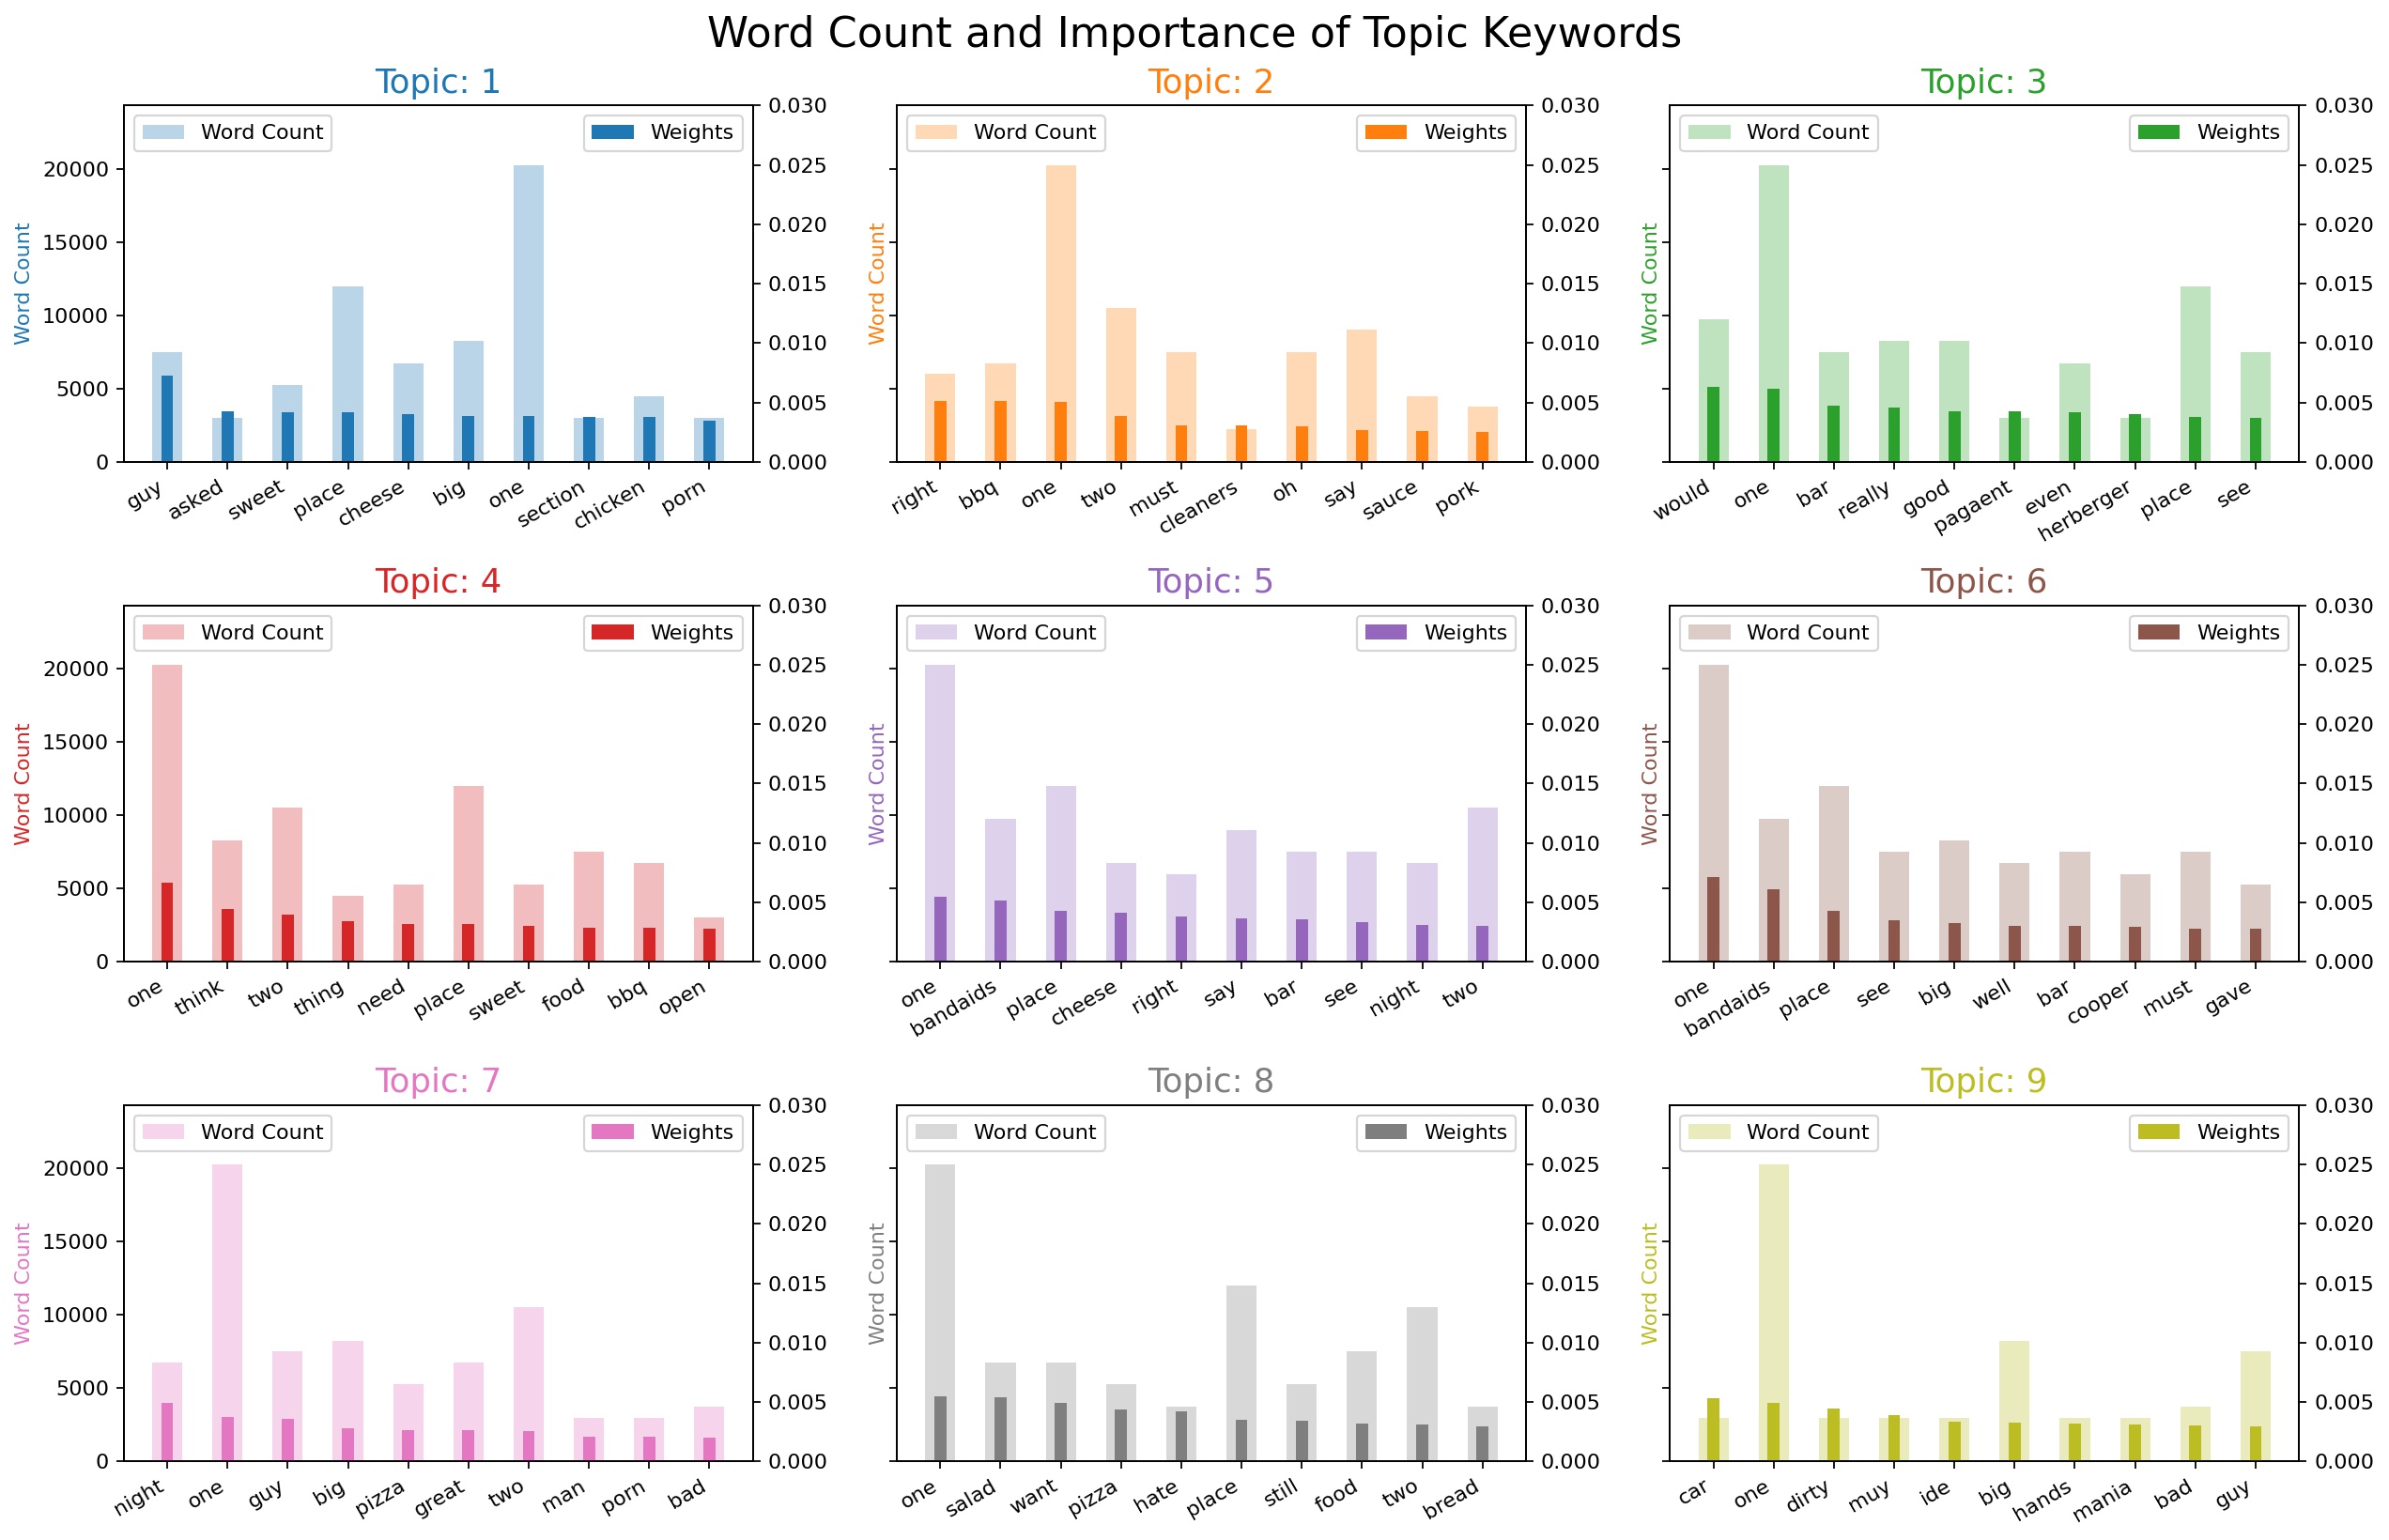 Word Count and Importance of Topic Keywords
Topic: 1
Word Count
Weights
Word Count
0
5000
10000
15000
20000
0.000
0.005
0.010
0.015
0.020
0.025
0.030
guy asked sweet place cheese big one section chicken porn
Topic: 2
Word Count
Weights
Word Count
0.000
0.005
0.010
0.015
0.020
0.025
0.030
right bbq one two must cleaners oh say sauce pork
Topic: 3
Word Count
Weights
Word Count
0.000
0.005
0.010
0.015
0.020
0.025
0.030
would one bar really good pagaent even herberger place see
Topic: 4
Word Count
Weights
Word Count
0
5000
10000
15000
20000
0.000
0.005
0.010
0.015
0.020
0.025
0.030
one think two thing need place sweet food bbq open
Topic: 5
Word Count
Weights
Word Count
0.000
0.005
0.010
0.015
0.020
0.025
0.030
one bandaids place cheese right say bar see night two
Topic: 6
Word Count
Weights
Word Count
0.000
0.005
0.010
0.015
0.020
0.025
0.030
one bandaids place see big well bar cooper must gave
Topic: 7
Word Count
Weights
Word Count
0
5000
10000
15000
20000
0.000
0.005
0.010
0.015
0.020
0.025
0.030
night one guy big pizza great two man porn bad
Topic: 8
Word Count
Weights
Word Count
0.000
0.005
0.010
0.015
0.020
0.025
0.030
one salad want pizza hate place still food two bread
Topic: 9
Word Count
Weights
Word Count
0.000
0.005
0.010
0.015
0.020
0.025
0.030
car one dirty muy ide big hands mania bad guy